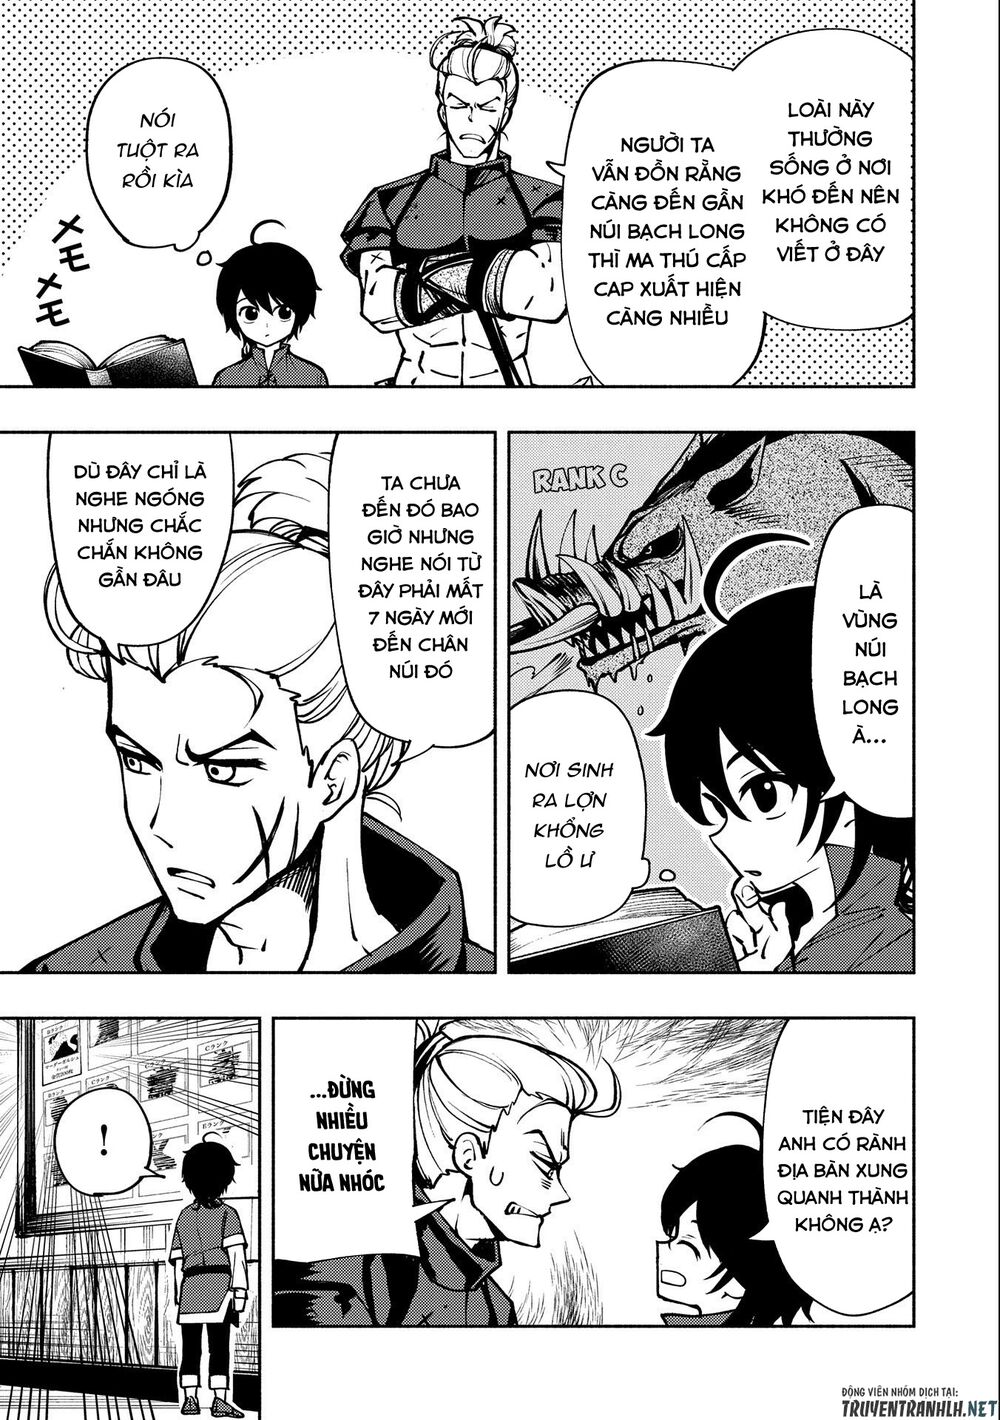 LOÀI NÀY
THƯỜNG
SỐNG Ở NƠI
KHÓ ĐẾN NÊN
KHÔNG CÓ
VIẾT Ở ĐÂY
NGƯỜI TA
VẪN ĐỒN RẰNG
CÀNG ĐẾN GẦN
NÚI BẠCH LONG
THÌ MA THÚ CẤP
CAP XUẤT HIỆN
CÀNG NHIỀU
NÓI
TUỘT RA
RỒI KÌA
メモ
メモ
RANK C
LÀ
VÙNG
NÚI
BẠCH
LONG
À...
NƠI SINH
RA LỢN
KHỔNG
LỒ Ư
TA CHƯA
ĐẾN ĐÓ BAO
GIỜ NHƯNG
NGHE NÓI TỪ
ĐÂY PHẢI MẤT
7 NGÀY MỚI
ĐẾN CHÂN
NÚI ĐÓ
DÙ ĐÂY CHỈ LÀ
NGHE NGÓNG
NHƯNG CHẮC
CHẮN KHÔNG
GẦN ĐÂU
TIỆN ĐÂY
ANH CÓ RÀNH
ĐỊA BÀN XUNG
QUANH THÀNH
KHÔNG Ạ?
...ĐỪNG
NHIỀU
CHUYỆN
NỮA NHÓC
Cランク
!
ĐỘNG VIÊN NHÓM DỊCH TẠI:
TRUYENTRANHLH.NET